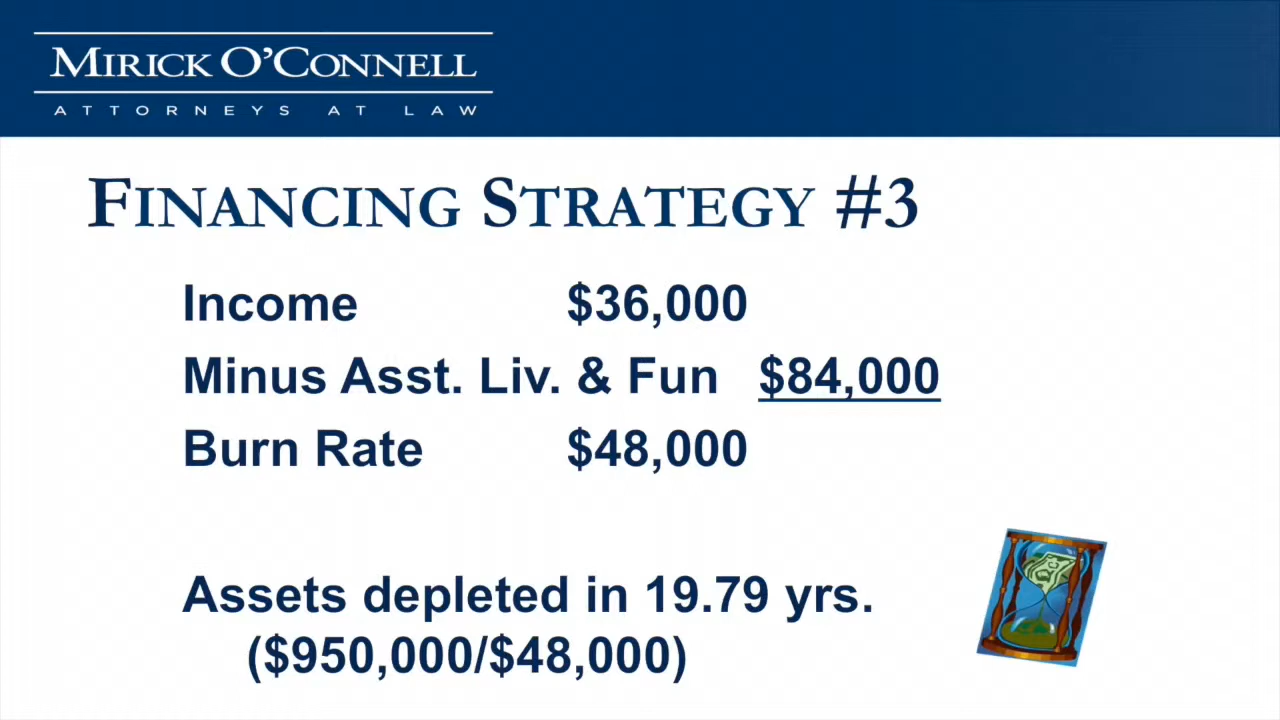 MIRICK O'CONNELL
ATTORNEYS AT LAW
FINANCING STRATEGY #3
Income $36,000
Minus Asst. Liv. & Fun $84,000
Burn Rate $48,000
Assets depleted in 19.79 yrs.
($950,000/$48,000)